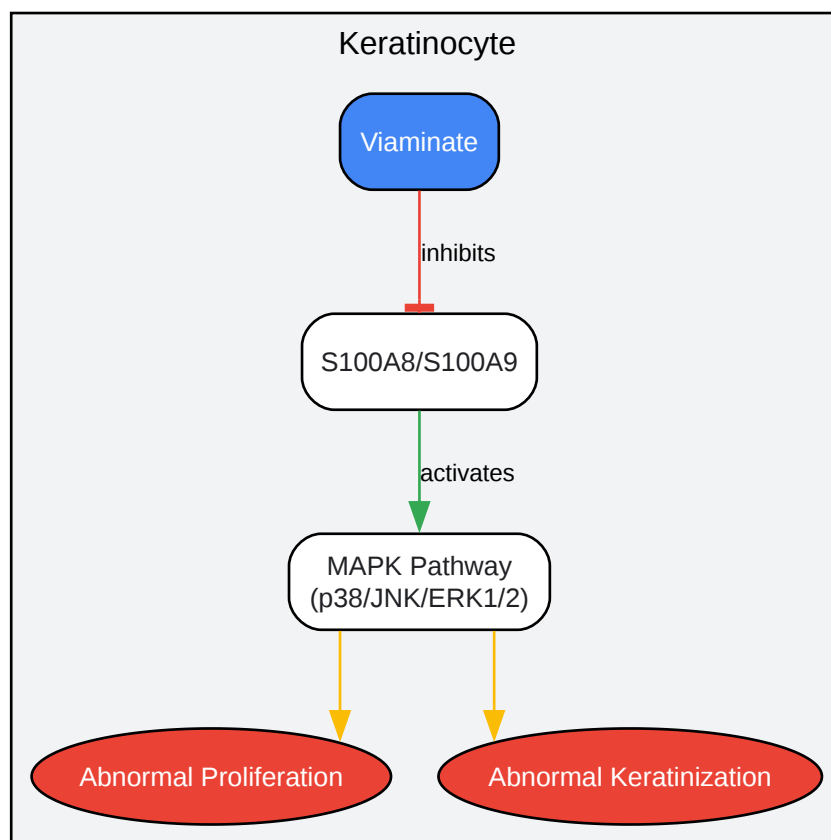 Keratinocyte
Viaminate
inhibits
S100A8/S100A9
activates
MAPK Pathway
(p38/JNK/ERK1/2)
Abnormal Proliferation
Abnormal Keratinization